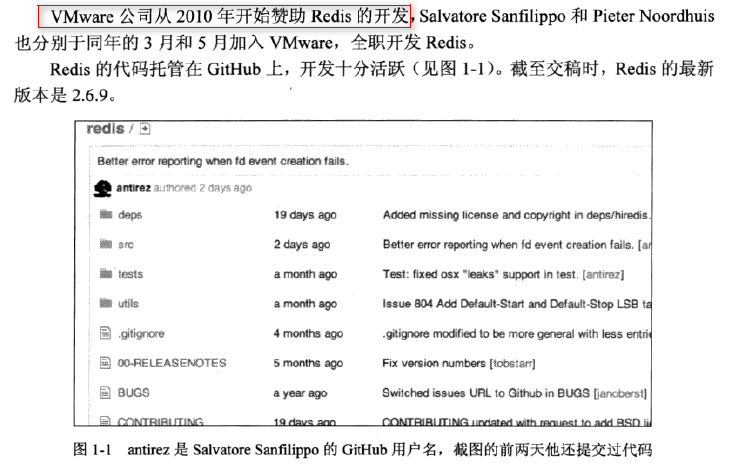 VMware 公司从 2010 年开始赞助 Redis 的开发, Salvatore Sanfilippo 和 Pieter Noordhuis
也分别于同年的 3 月和 5 月加入 VMware，全职开发 Redis。
Redis 的代码托管在 GitHub 上，开发十分活跃（见图 1-1）。截至交稿时，Redis 的最新
版本是 2.6.9。
redis /
Better error reporting when fd event creation fails.
antirez authored 2 days ago
deps 19 days ago Added missing license and copyright in deps/hiredis.
src 2 days ago Better error reporting when fd event creation fails. [an
tests a month ago Test: fixed osx "leaks" support in test. [antirez]
utils a month ago Issue 804 Add Default-Start and Default-Stop LSB ta
.gitignore 4 months ago .gitignore modified to be more general with less entrie
00-RELEASENOTES 5 months ago Fix version numbers [tobstarr]
BUGS a year ago Switched issues URL to Github in BUGS [janoberst]
CONTRIBUTING 19 days ago CONTRIBUTING updated with request to add BSD li
图 1-1 antirez 是 Salvatore Sanfilippo 的 GitHub 用户名，截图的前两天他还提交过代码